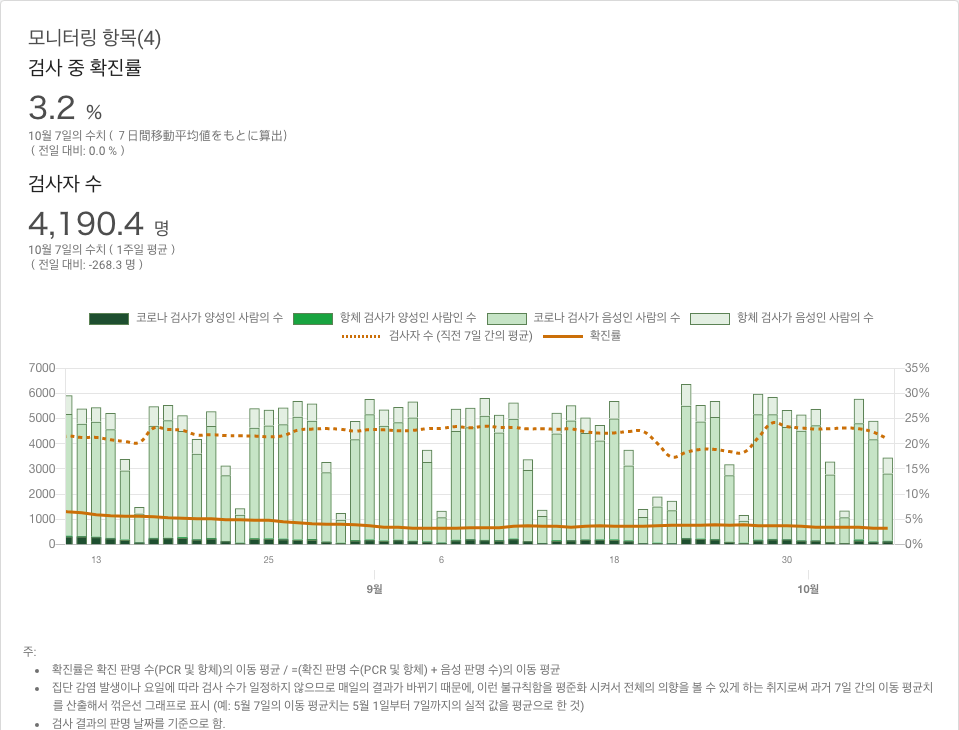 모니터링 항목(4)
검사 중 확진률
3.2 %
10월 7일의 수치 ( ７日間移動平均値をもとに算出)
( 전일 대비: 0.0 % )
검사자 수
4,190.4 명
10월 7일의 수치 ( 1주일 평균 )
( 전일 대비: -268.3 명 )
코로나 검사가 양성인 사람의 수 항체 검사가 양성인 사람인 수 코로나 검사가 음성인 사람의 수 항체 검사가 음성인 사람의 수
검사자 수 (직전 7일 간의 평균) 확진률
7000 35%
6000 30%
5000 25%
4000 20%
3000 15%
2000 10%
1000 5%
0 0%
13 25 6 18 30
9월 10월
주:
• 확진률은 확진 판명 수(PCR 및 항체)의 이동 평균 / =(확진 판명 수(PCR 및 항체) + 음성 판명 수)의 이동 평균
• 집단 감염 발생이나 요일에 따라 검사 수가 일정하지 않으므로 매일의 결과가 바뀌기 때문에, 이런 불규칙함을 평준화 시켜서 전체의 의향을 볼 수 있게 하는 취지로써 과거 7일 간의 이동 평균치
를 산출해서 꺾은선 그래프로 표시 (예: 5월 7일의 이동 평균치는 5월 1일부터 7일까지의 실적 값을 평균으로 한 것)
• 검사 결과의 판명 날짜를 기준으로 함.